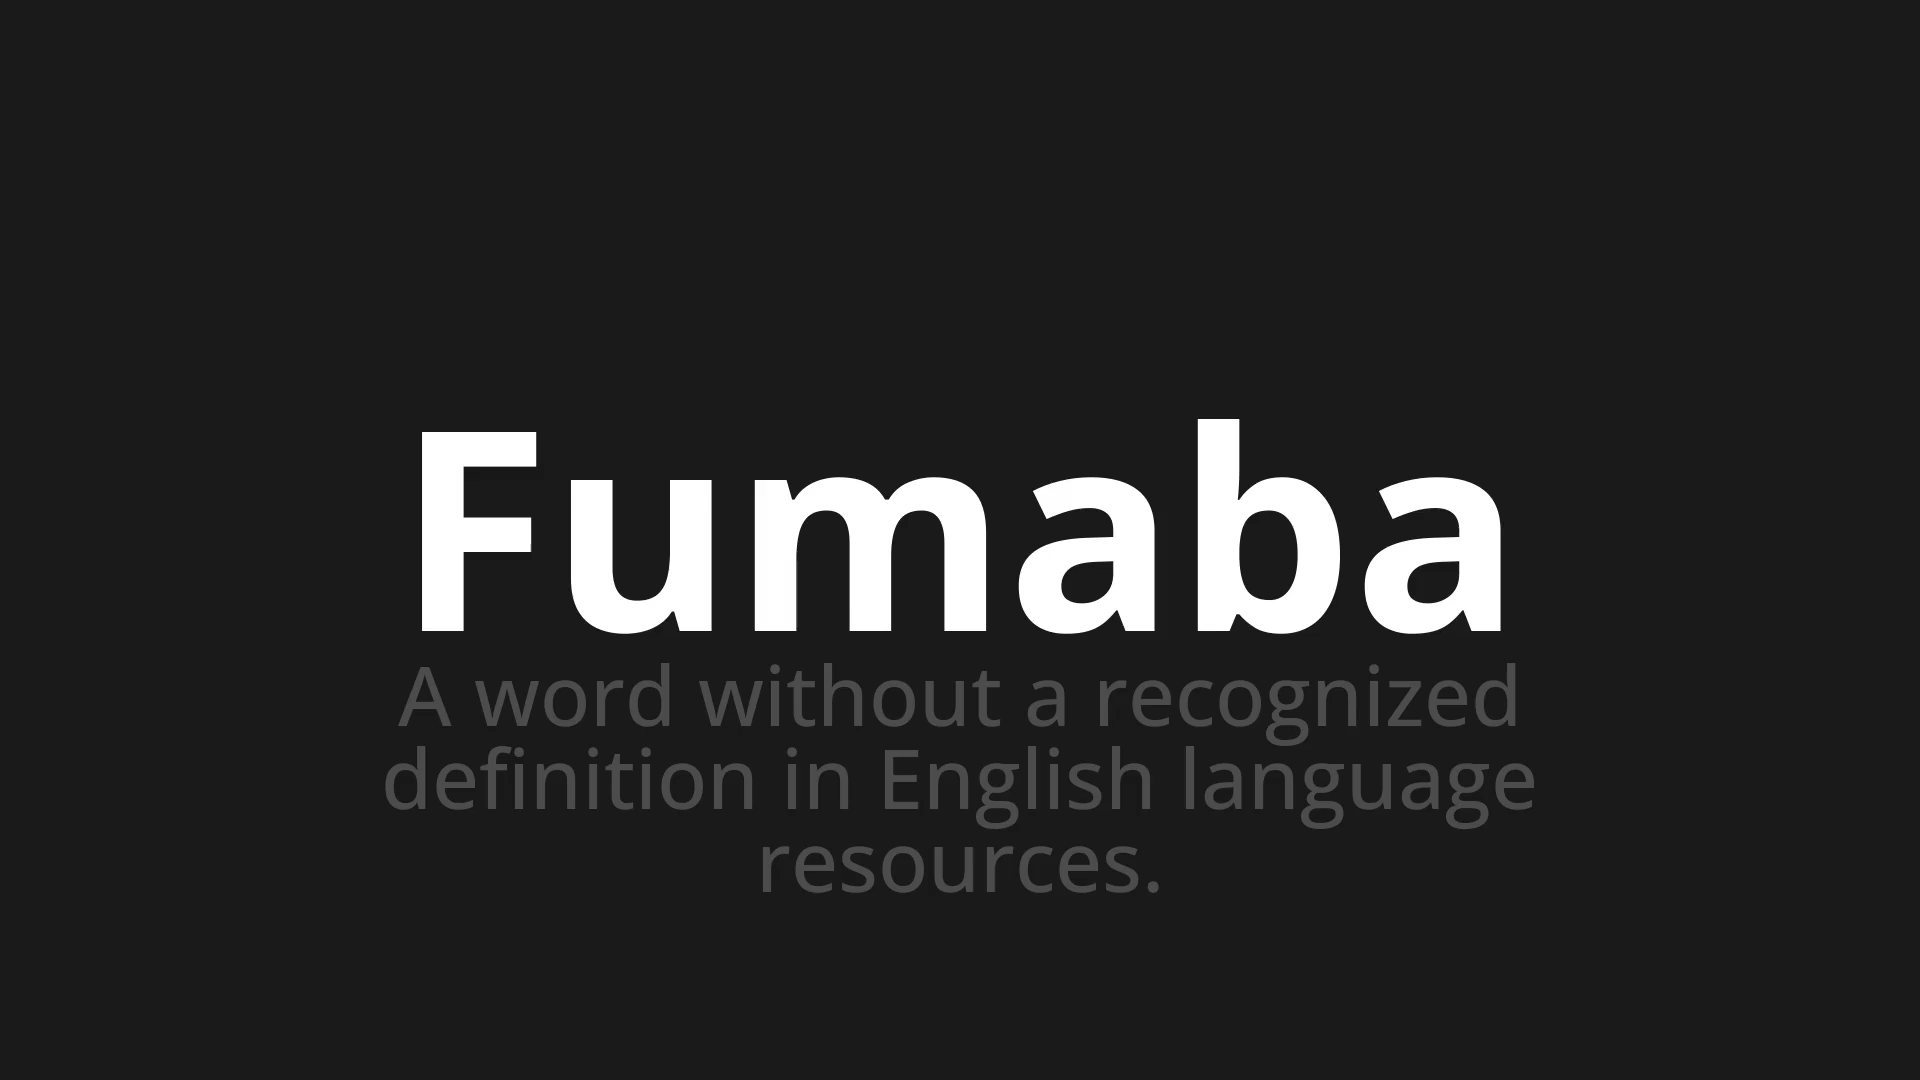 Fumaba
A word without a recognized
definition in English language
resources.